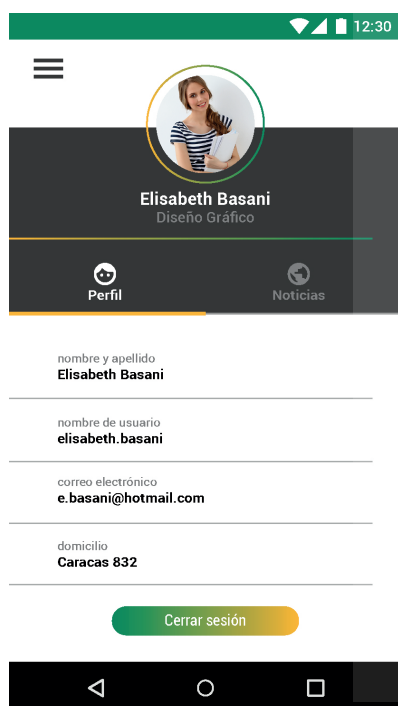 12:30
Elisabeth Basani
Diseño Gráfico
Perfil
Noticias
nombre y apellido
Elisabeth Basani
nombre de usuario
elisabeth.basani
correo electrónico
e.basani@hotmail.com
domicilio
Caracas 832
Cerrar sesión